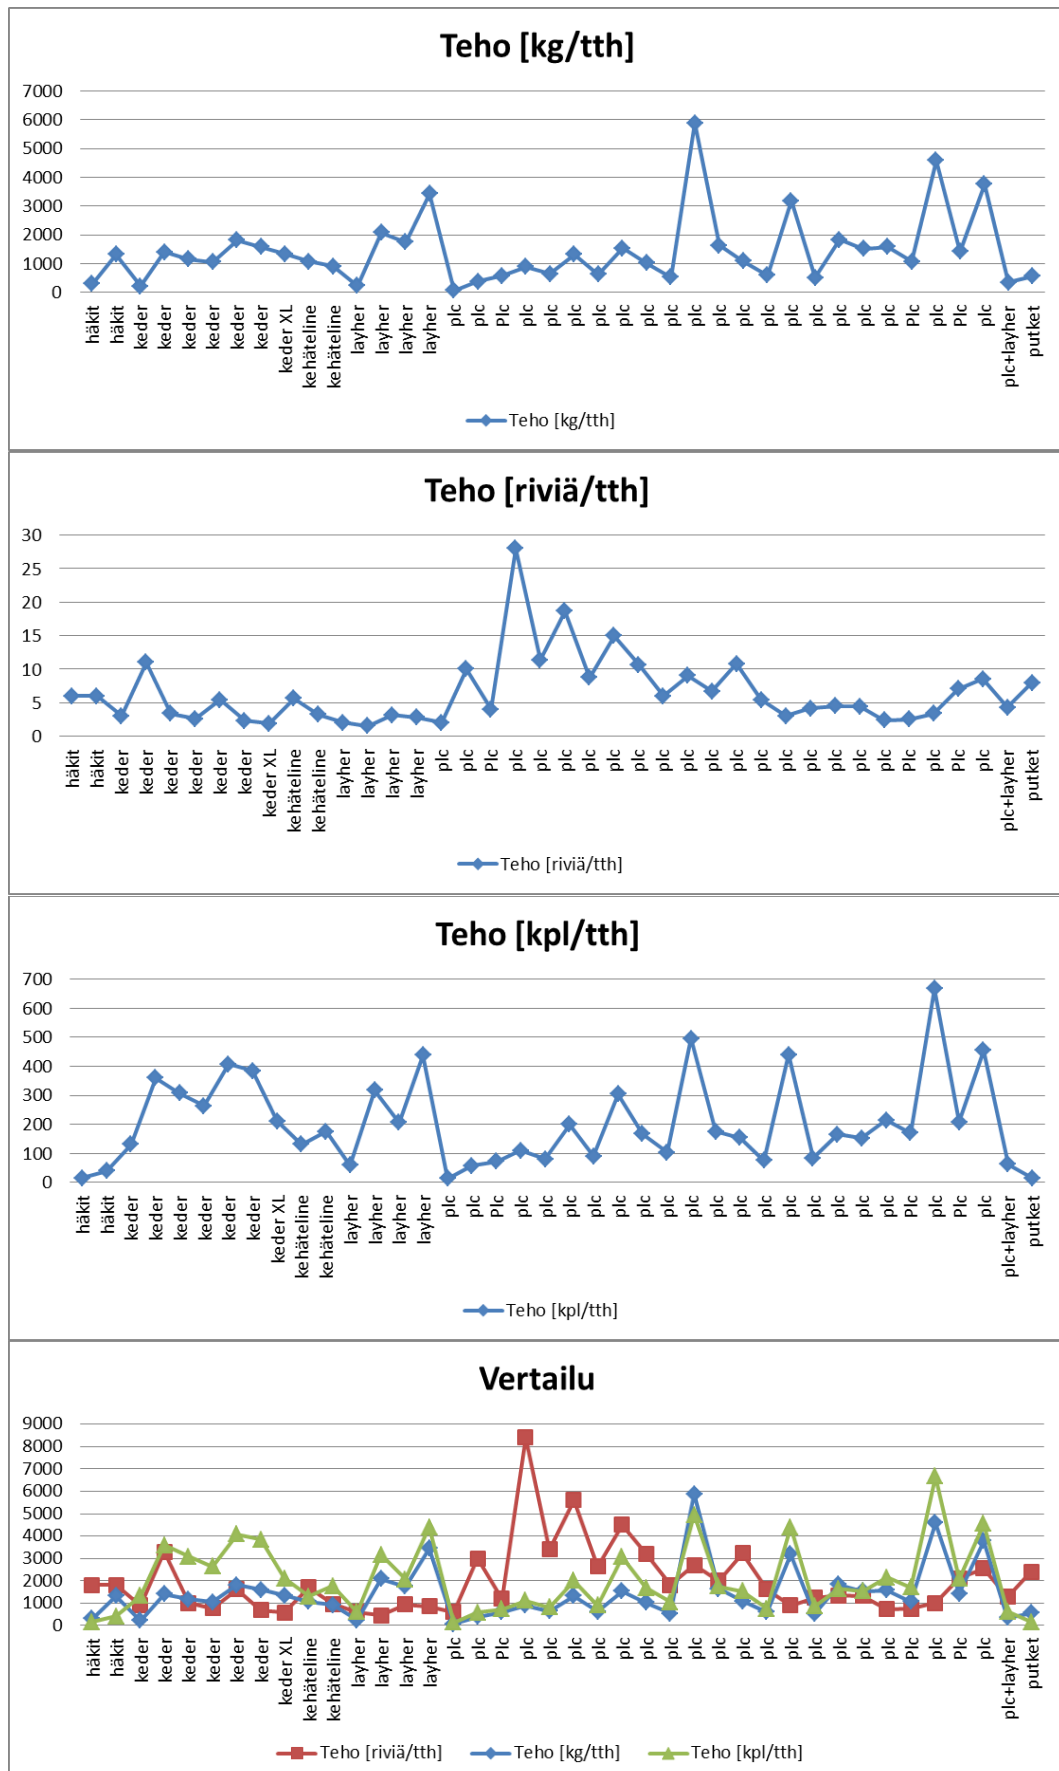 Teho [kg/tth]
7000
6000
5000
4000
3000
2000
1000
0
häkit häkit keder keder keder keder keder keder keder XL kehäteline kehäteline layher layher layher layher plc plc Plc plc plc plc plc plc plc plc plc plc plc plc plc plc plc plc plc Plc plc Plc plc plc+layher putket
Teho [kg/tth]
Teho [riviä/tth]
30
25
20
15
10
5
0
häkit häkit keder keder keder keder keder keder keder XL kehäteline kehäteline layher layher layher layher plc plc Plc plc plc plc plc plc plc plc plc plc plc plc plc plc plc plc plc Plc plc Plc plc plc+layher putket
Teho [riviä/tth]
Teho [kpl/tth]
700
600
500
400
300
200
100
0
häkit häkit keder keder keder keder keder keder keder XL kehäteline kehäteline layher layher layher layher plc plc Plc plc plc plc plc plc plc plc plc plc plc plc plc plc plc plc plc Plc plc Plc plc plc+layher putket
Teho [kpl/tth]
Vertailu
9000
8000
7000
6000
5000
4000
3000
2000
1000
0
häkit häkit keder keder keder keder keder keder keder XL kehäteline kehäteline layher layher layher layher plc plc Plc plc plc plc plc plc plc plc plc plc plc plc plc plc plc plc plc Plc plc Plc plc plc+layher putket
Teho [riviä/tth] Teho [kg/tth] Teho [kpl/tth]